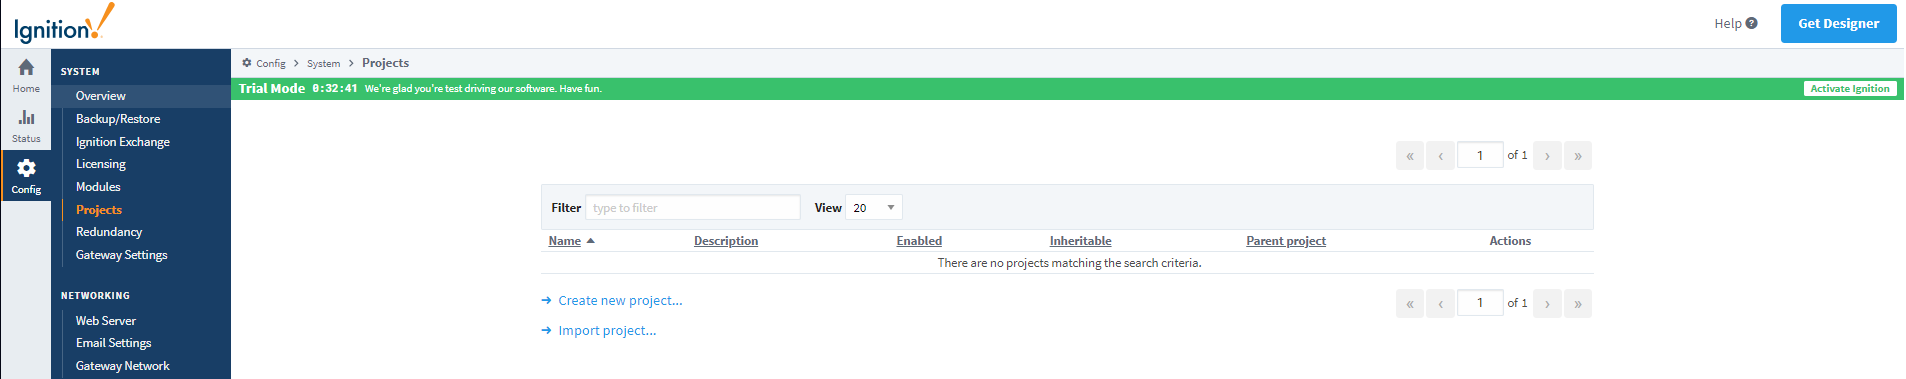 Ignition!
Help ?
Get Designer
Home
Status
Config
SYSTEM
Overview
Backup/Restore
Ignition Exchange
Licensing
Modules
Projects
Redundancy
Gateway Settings
NETWORKING
Web Server
Email Settings
Gateway Network
Config > System > Projects
Trial Mode 0:32:41 We're glad you're test driving our software. Have fun. Activate Ignition
« ‹ 1 of 1 › »
Filter type to filter View 20
Name Description Enabled Inheritable Parent project Actions
There are no projects matching the search criteria.
→ Create new project...
« ‹ 1 of 1 › »
→ Import project...